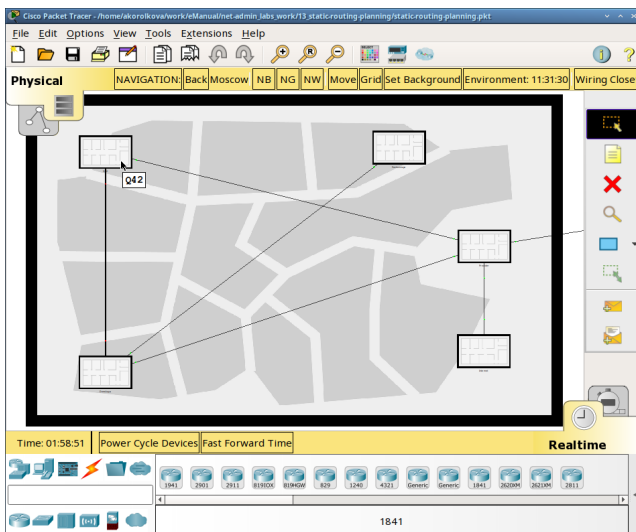 Cisco Packet Tracer - /home/akorolkova/work/eManual/net-admin_labs_work/13_static-routing-planning/static-routing-planning.pkt
File Edit Options View Tools Extensions Help
Physical
NAVIGATION: Back Moscow NB NG NW Move Grid Set Background Environment: 11:31:30 Wiring Close
Q42
Time: 01:58:51 Power Cycle Devices Fast Forward Time
Realtime
1941 2901 2911 819IOX 819HGW 829 1240 4321 Generic Generic 1841 2620XM 2621XM 2811
1841